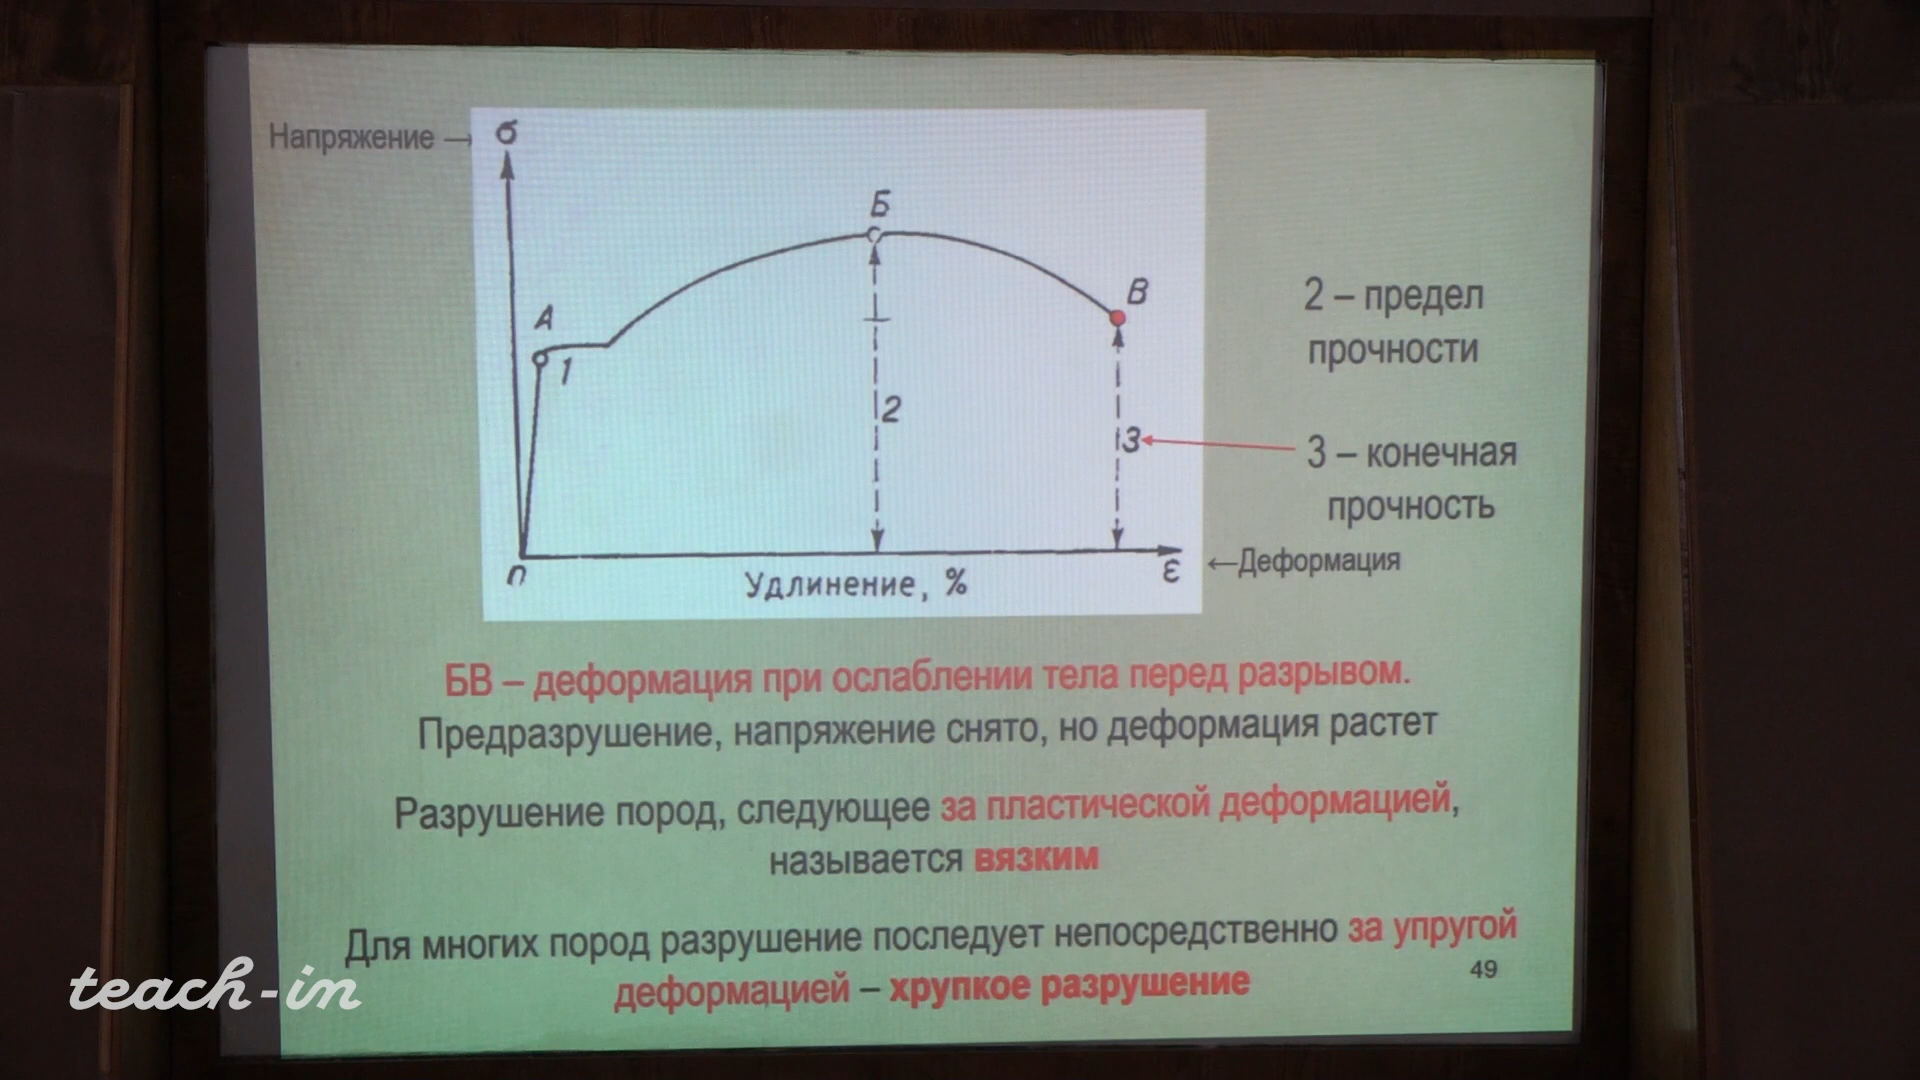 Напряжение →
σ
Б
В
А
1
2
3
п
Удлинение, %
ε
←Деформация
2 – предел
прочности
3 – конечная
прочность
БВ – деформация при ослаблении тела перед разрывом.
Предразрушение, напряжение снято, но деформация растет
Разрушение пород, следующее за пластической деформацией,
называется вязким
Для многих пород разрушение последует непосредственно за упругой
деформацией – хрупкое разрушение
49
teach-in